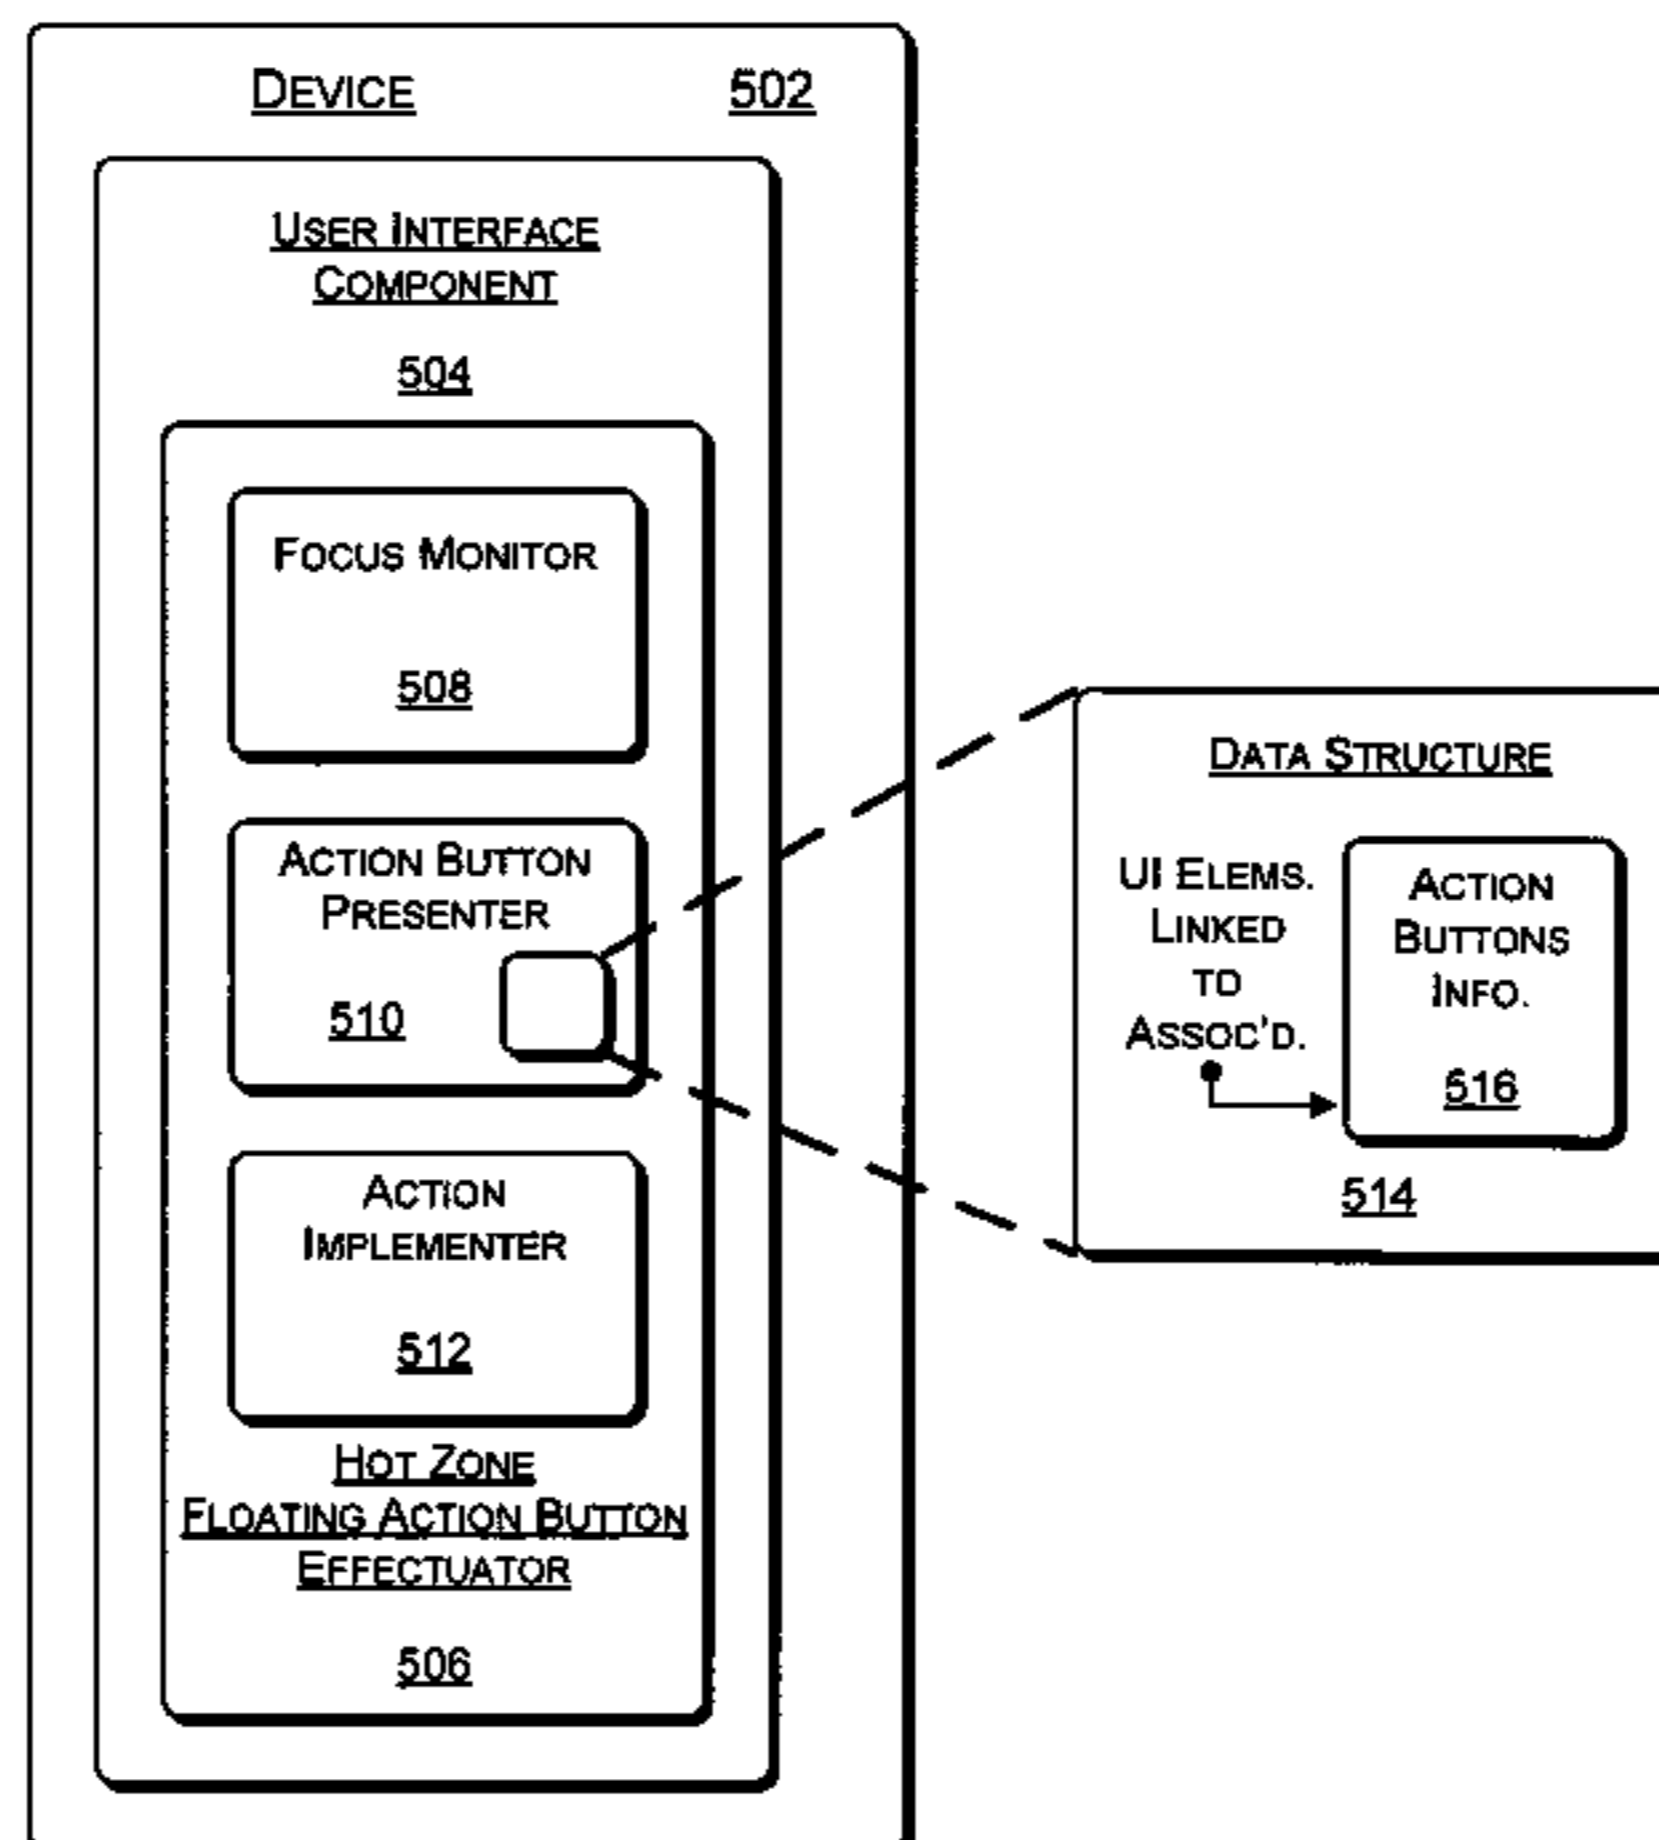 DEVICE 502
USER INTERFACE
COMPONENT
504
FOCUS MONITOR
508
ACTION BUTTON
PRESENTER
510
ACTION
IMPLEMENTER
512
HOT ZONE
FLOATING ACTION BUTTON
EFFECTUATOR
506
DATA STRUCTURE
UI ELEMS.
LINKED
TO
ASSOC'D.
ACTION
BUTTONS
INFO.
516
514